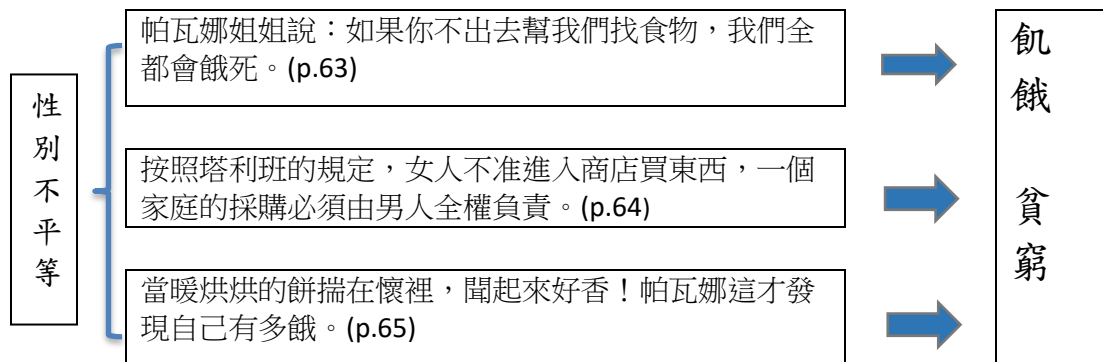 性別不平等
帕瓦娜姐姐說：如果你不出去幫我們找食物，我們全
都會餓死。(p.63)
按照塔利班的規定，女人不准進入商店買東西，一個
家庭的採購必須由男人全權負責。(p.64)
當暖烘烘的餅揣在懷裡，聞起來好香！帕瓦娜這才發
現自己有多餓。(p.65)
飢餓　貧窮